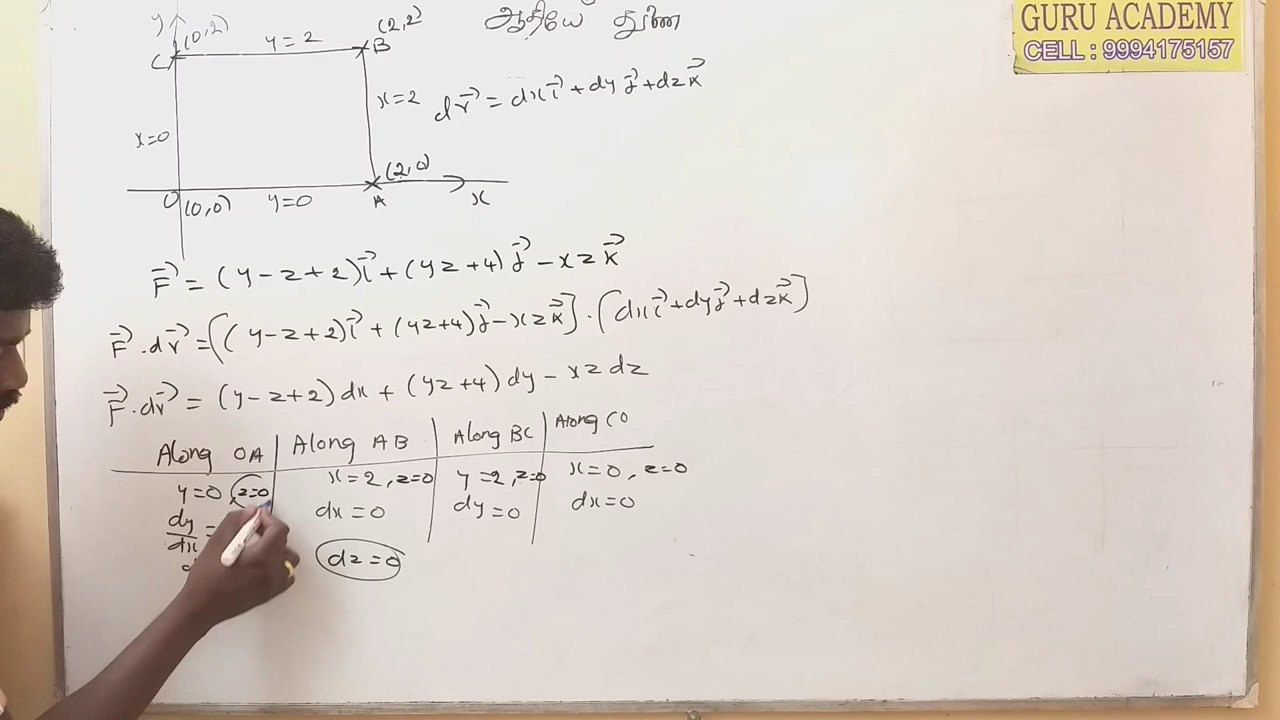 GURU ACADEMY
CELL : 9994175157
ஆதியே துணை
y
(0,2)
y = 2
(2,2)
C
B
x=0
x=2
(2,0)
O
(0,0)
y=0
A
x
dr⃗ = dx i⃗ + dy j⃗ + dz k⃗
F⃗ = (y-z+2) i⃗ + (yz+4) j⃗ - xz k⃗
F⃗ . dr⃗ = [(y-z+2) i⃗ + (yz+4) j⃗ - xz k⃗] . [dx i⃗ + dy j⃗ + dz k⃗]
F⃗ . dr⃗ = (y-z+2) dx + (yz+4) dy - xz dz
Along OA | Along AB | Along BC | Along CO
y=0, z=0 | x=2, z=0 | y=2, z=0 | x=0, z=0
dy/dx = | dx=0 | dy=0 | dx=0
dz=0